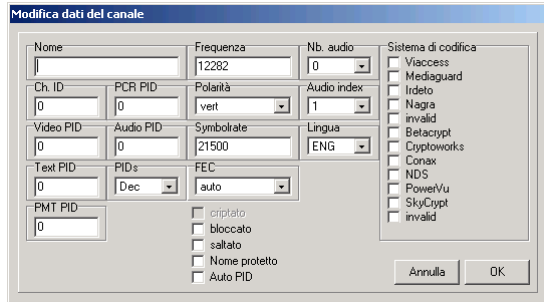 Modifica dati del canale
Nome
Frequenza
12282
Nb. audio
0
Sistema di codifica
Viaccess
Mediaguard
Irdeto
Nagra
invalid
Betacrypt
Cryptoworks
Conax
NDS
PowerVu
SkyCrypt
invalid
Ch. ID
0
PCR PID
0
Polarità
vert
Audio index
1
Video PID
0
Audio PID
0
Symbolrate
21500
Lingua
ENG
Text PID
0
PIDs
Dec
FEC
auto
PMT PID
0
criptato
bloccato
saltato
Nome protetto
Auto PID
Annulla
OK